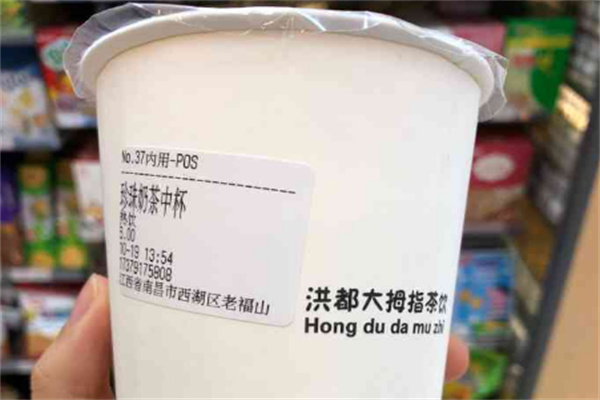 No.37内用-POS
珍珠奶茶中杯
热饮
8.00
10-19 13:54
17379175808
江西省南昌市西湖区老福山
洪都大拇指茶饮
Hong du da mu zhi